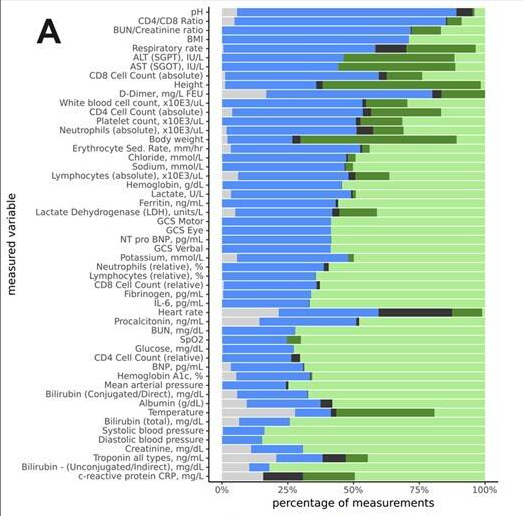 A
pH
CD4/CD8 Ratio
BUN/Creatinine ratio
BMI
Respiratory rate
ALT (SGPT), IU/L
AST (SGOT), IU/L
CD8 Cell Count (absolute)
Height
D-Dimer, mg/L FEU
White blood cell count, x10E3/uL
CD4 Cell Count (absolute)
Platelet count, x10E3/uL
Neutrophils (absolute), x10E3/uL
Body weight
Erythrocyte Sed. Rate, mm/hr
Chloride, mmol/L
Sodium, mmol/L
Lymphocytes (absolute), x10E3/uL
Hemoglobin, g/dL
Lactate, U/L
Ferritin, ng/mL
Lactate Dehydrogenase (LDH), units/L
GCS Motor
GCS Eye
NT pro BNP, pg/mL
GCS Verbal
Potassium, mmol/L
Neutrophils (relative), %
Lymphocytes (relative), %
CD8 Cell Count (relative)
Fibrinogen, pg/mL
IL-6, pg/mL
Heart rate
Procalcitonin, ng/mL
BUN, mg/dL
SpO2
Glucose, mg/dL
CD4 Cell Count (relative)
BNP, pg/mL
Hemoglobin A1c, %
Mean arterial pressure
Bilirubin (Conjugated/Direct), mg/dL
Albumin (g/dL)
Temperature
Bilirubin (total), mg/dL
Systolic blood pressure
Diastolic blood pressure
Creatinine, mg/dL
Troponin all types, ng/mL
Bilirubin - (Unconjugated/Indirect), mg/dL
c-reactive protein CRP, mg/L
measured variable
0% 25% 50% 75% 100%
percentage of measurements